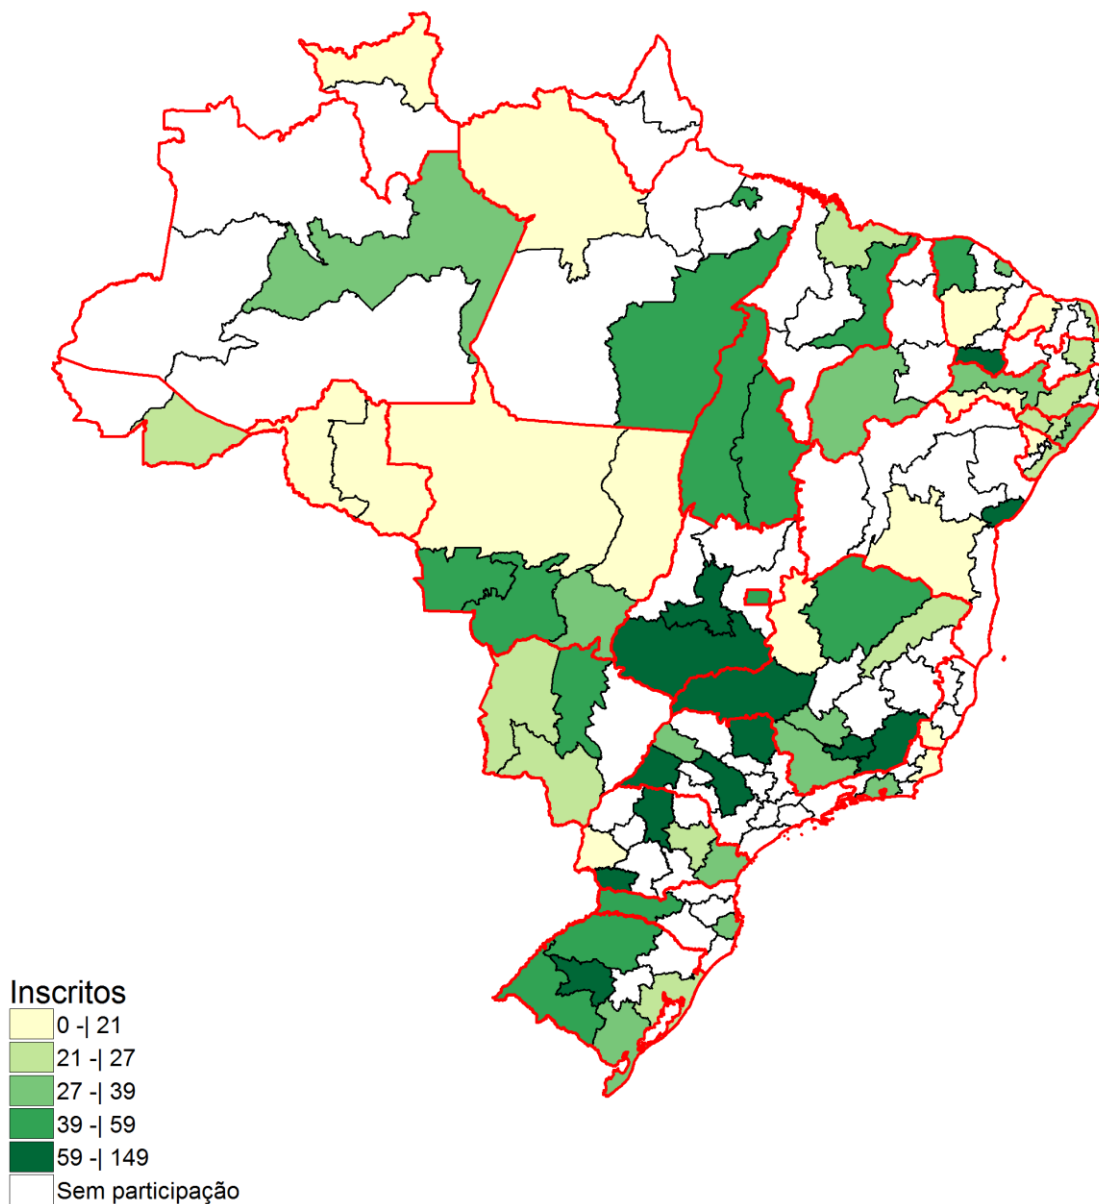 Inscritos
0 -| 21
21 -| 27
27 -| 39
39 -| 59
59 -| 149
Sem participação